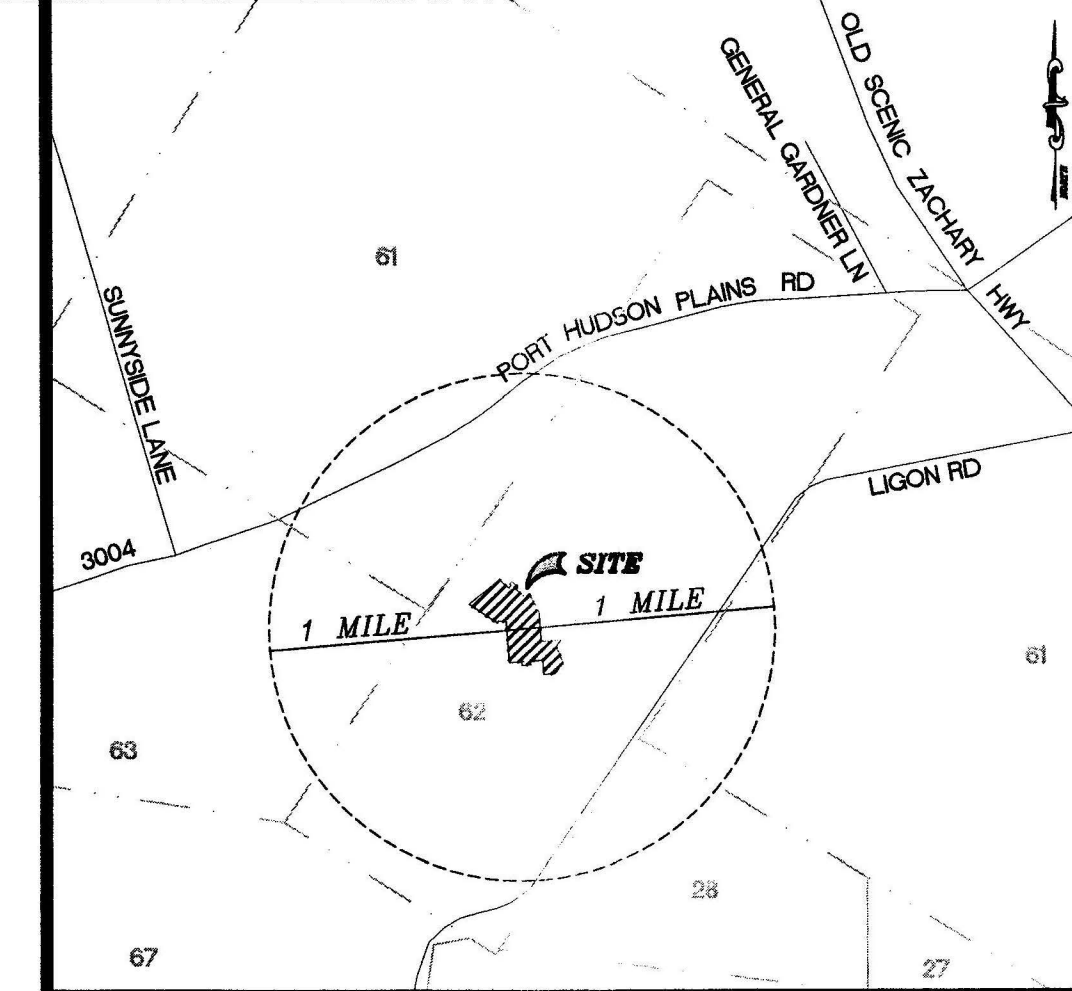 OLD SCENIC ZACHARY HWY
GENERAL GARDNER LN
NORTH
61
SUNNYSIDE LANE
PORT HUDSON PLAINS RD
LIGON RD
3004
SITE
1 MILE
1 MILE
61
62
63
28
67
27